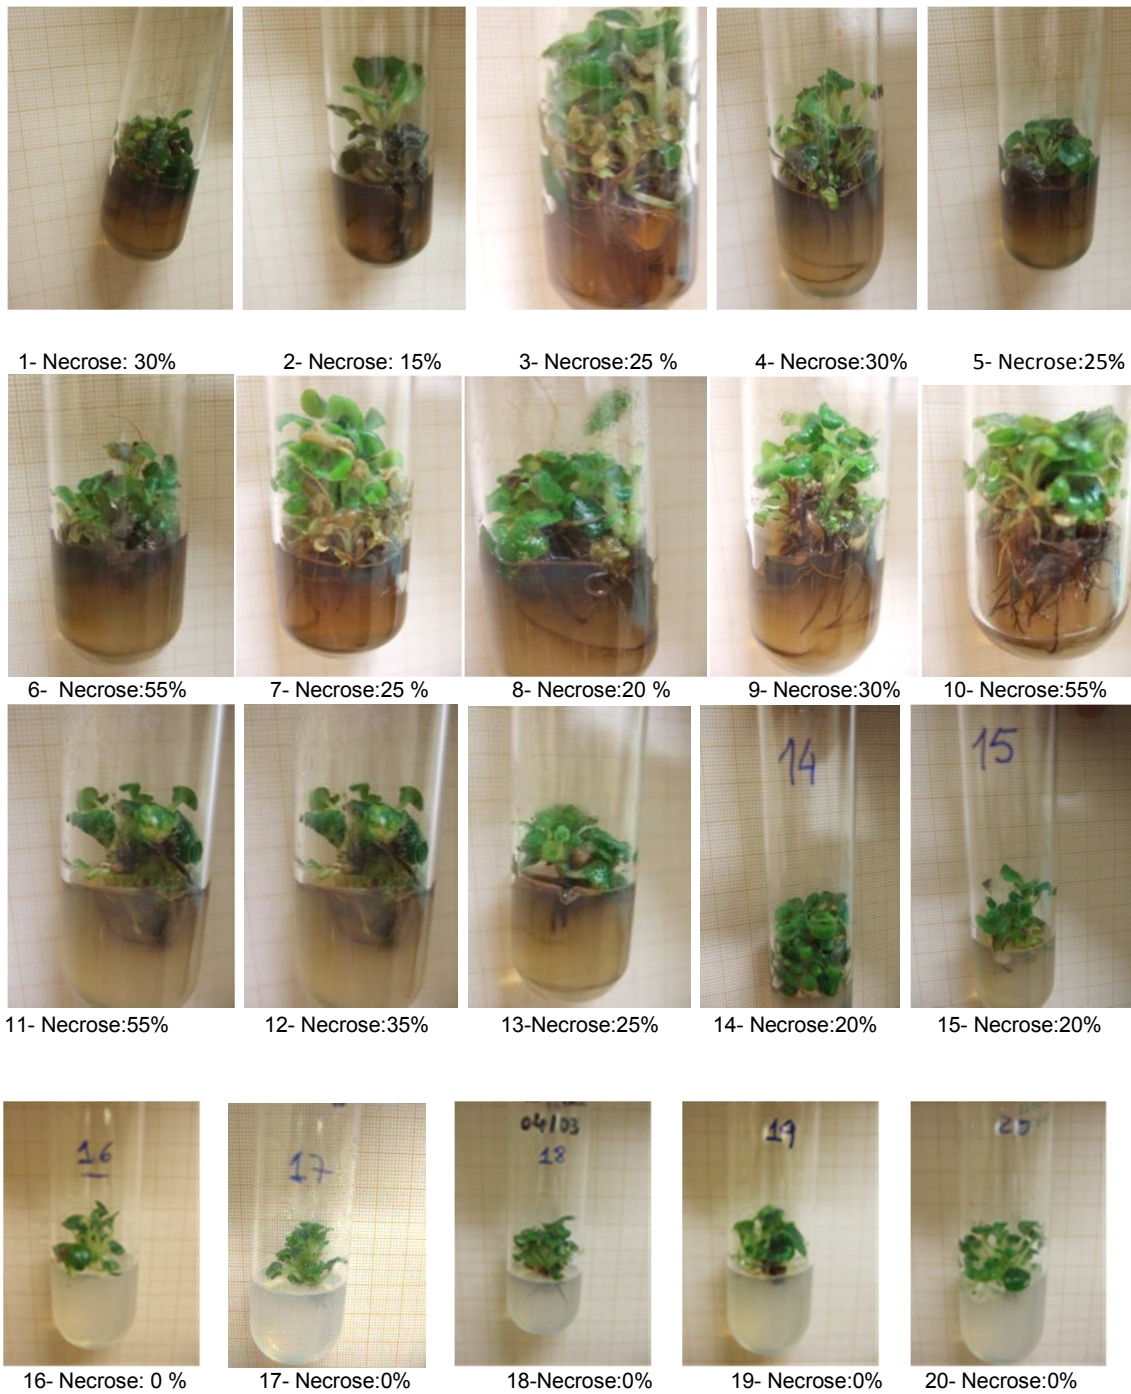 1- Necrose: 30%
2- Necrose: 15%
3- Necrose:25 %
4- Necrose:30%
5- Necrose:25%
6- Necrose:55%
7- Necrose:25 %
8- Necrose:20 %
9- Necrose:30%
10- Necrose:55%
14
15
11- Necrose:55%
12- Necrose:35%
13-Necrose:25%
14- Necrose:20%
15- Necrose:20%
16
17
04/03
18
19
20
16- Necrose: 0 %
17- Necrose:0%
18-Necrose:0%
19- Necrose:0%
20- Necrose:0%